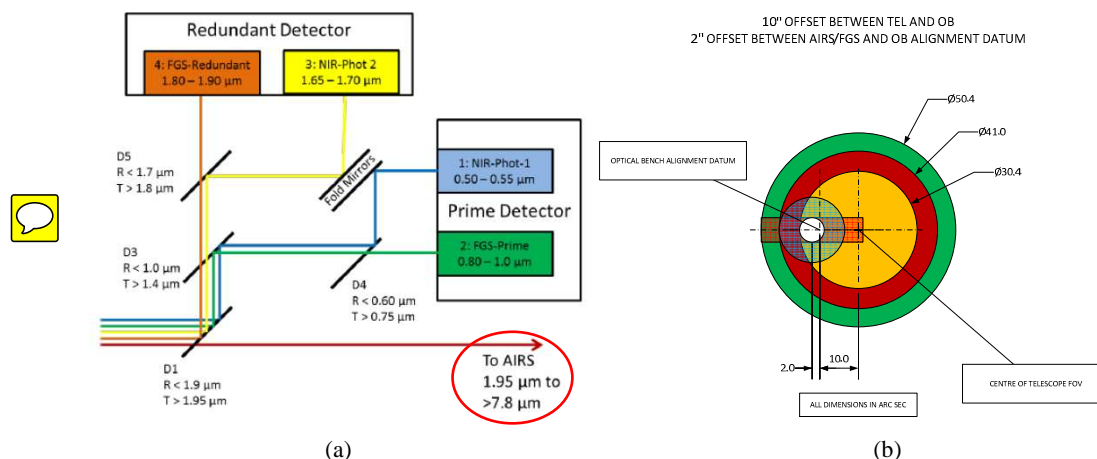 Redundant Detector
4: FGS-Redundant
1.80 – 1.90 µm
3: NIR-Phot 2
1.65 – 1.70 µm
D5
R < 1.7 µm
T > 1.8 µm
Fold Mirrors
1: NIR-Phot-1
0.50 – 0.55 µm
Prime Detector
2: FGS-Prime
0.80 – 1.0 µm
D3
R < 1.0 µm
T > 1.4 µm
D4
R < 0.60 µm
T > 0.75 µm
D1
R < 1.9 µm
T > 1.95 µm
To AIRS
1.95 µm to
>7.8 µm
(a)
10" OFFSET BETWEEN TEL AND OB
2" OFFSET BETWEEN AIRS/FGS AND OB ALIGNMENT DATUM
Ø50.4
Ø41.0
Ø30.4
OPTICAL BENCH ALIGNMENT DATUM
2.0
10.0
CENTRE OF TELESCOPE FOV
ALL DIMENSIONS IN ARC SEC
(b)